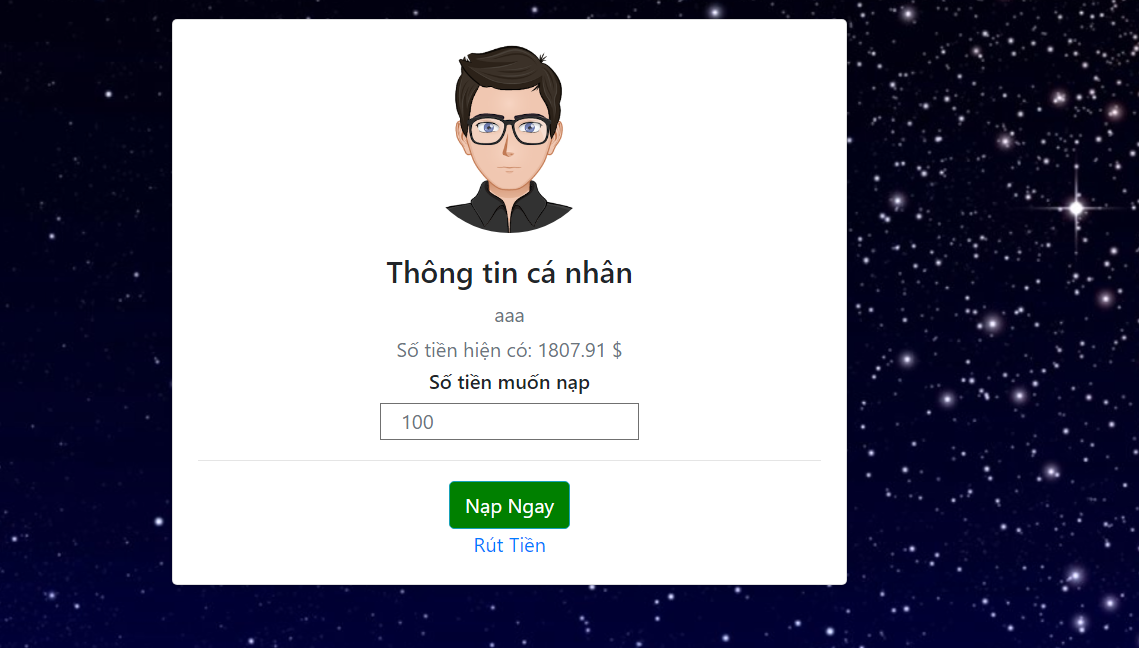 Thông tin cá nhân
aaa
Số tiền hiện có: 1807.91 $
Số tiền muốn nạp
100
Nạp Ngay
Rút Tiền